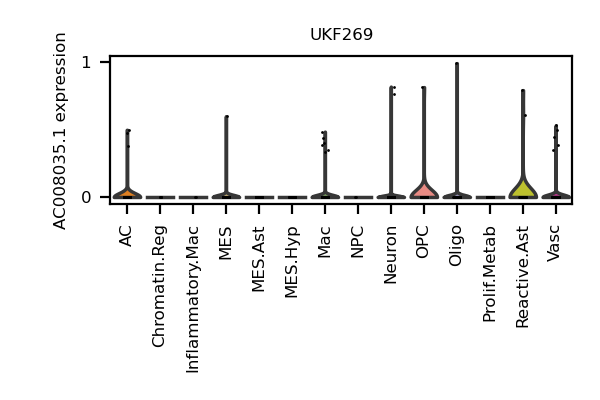 UKF269
AC008035.1 expression
1
0
AC
Chromatin.Reg
Inflammatory.Mac
MES
MES.Ast
MES.Hyp
Mac
NPC
Neuron
OPC
Oligo
Prolif.Metab
Reactive.Ast
Vasc